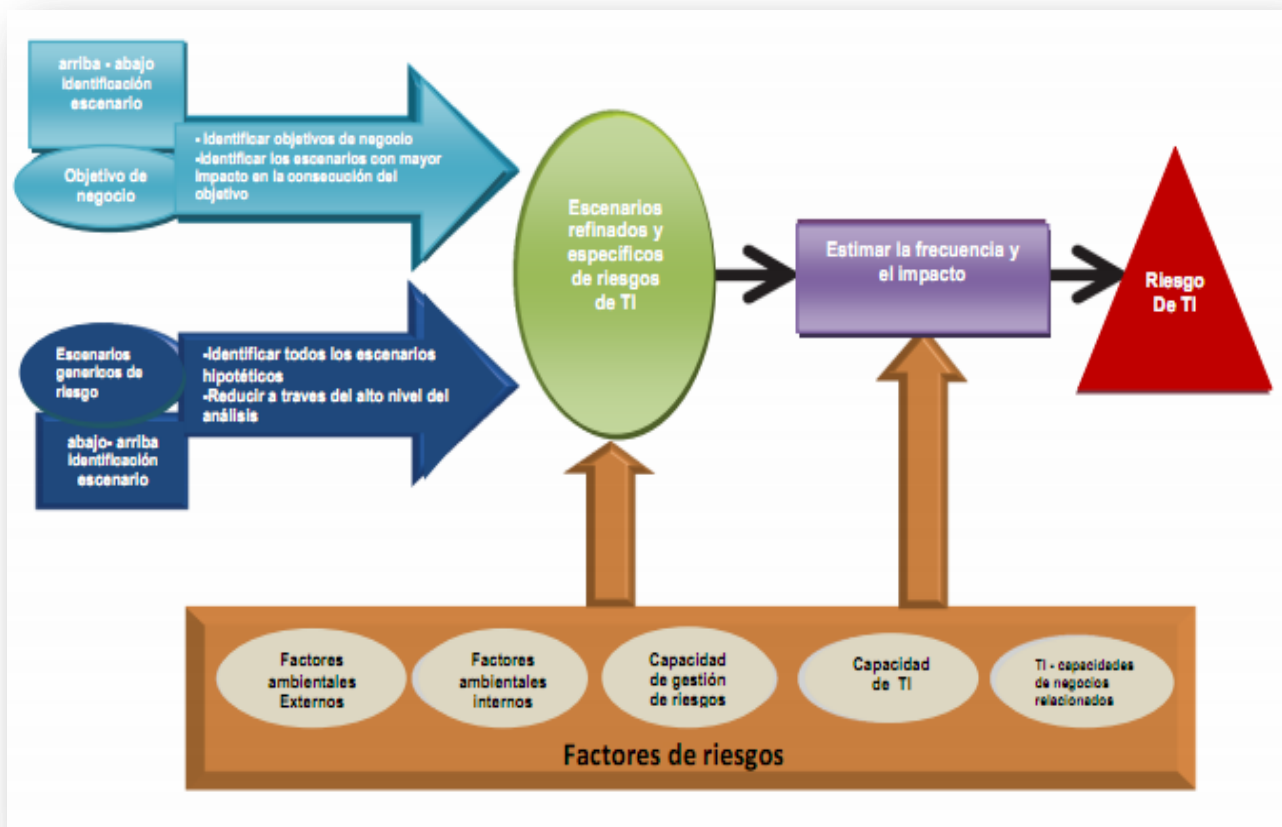 arriba - abajo
identificación
escenario
Objetivo de
negocio
- Identificar objetivos de negocio
-Identificar los escenarios con mayor
impacto en la consecución del
objetivo
Escenarios
genericos de
riesgo
abajo- arriba
identificación
escenario
-Identificar todos los escenarios
hipotéticos
-Reducir a traves del alto nivel del
análisis
Escenarios
refinados y
específicos
de riesgos
de TI
Estimar la frecuencia y
el impacto
Riesgo
De TI
Factores
ambientales
Externos
Factores
ambientales
internos
Capacidad
de gestión
de riesgos
Capacidad
de TI
TI - capacidades
de negocios
relacionados
Factores de riesgos